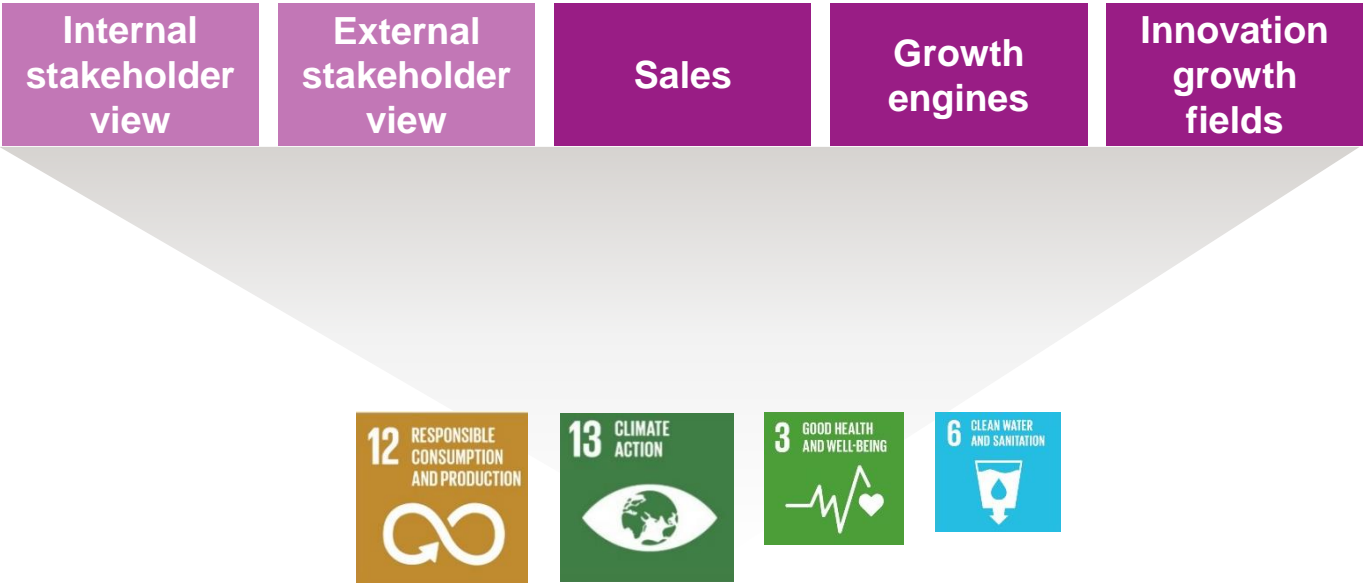 Internal
stakeholder
view
External
stakeholder
view
Sales
Growth
engines
Innovation
growth
fields
12 RESPONSIBLE
CONSUMPTION
AND PRODUCTION
13 CLIMATE
ACTION
3 GOOD HEALTH
AND WELL-BEING
6 CLEAN WATER
AND SANITATION